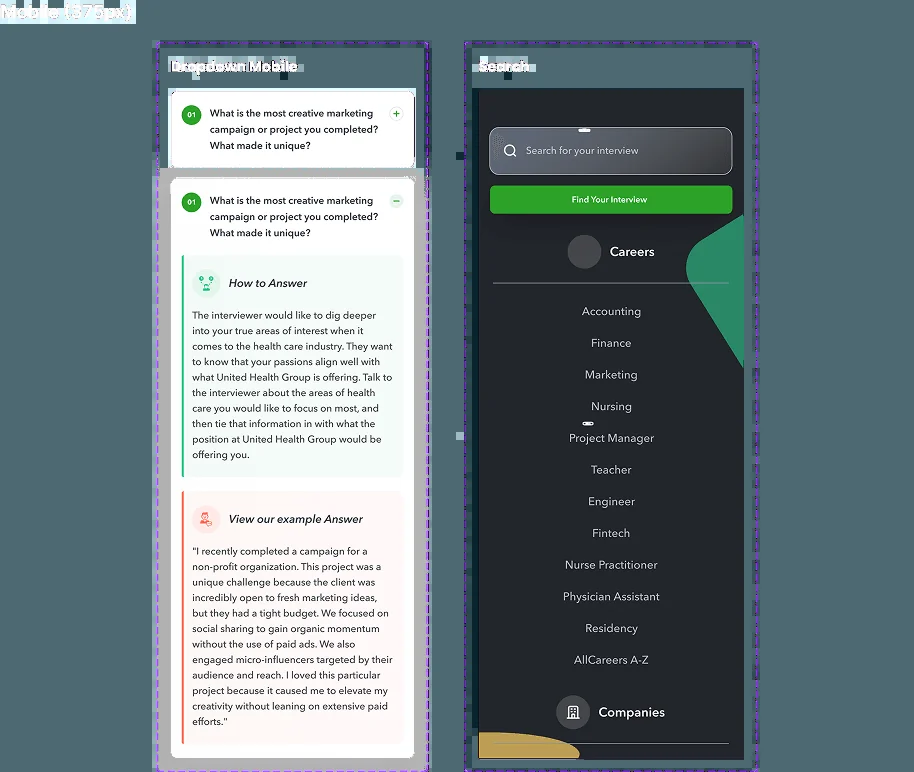 Mobile (375px)
Dropdown Mobile
01
What is the most creative marketing
campaign or project you completed?
What made it unique?
01
What is the most creative marketing
campaign or project you completed?
What made it unique?
How to Answer
The interviewer would like to dig deeper
into your true areas of interest when it
comes to the health care industry. They want
to know that your passions align well with
what United Health Group is offering. Talk to
the interviewer about the areas of health
care you would like to focus on most, and
then tie that information in with what the
position at United Health Group would be
offering you.
View our example Answer
"I recently completed a campaign for a
non-profit organization. This project was a
unique challenge because the client was
incredibly open to fresh marketing ideas,
but they had a tight budget. We focused on
social sharing to gain organic momentum
without the use of paid ads. We also
engaged micro-influencers targeted by their
audience and reach. I loved this particular
project because it caused me to elevate my
creativity without leaning on extensive paid
efforts."
Search
Search for your interview
Find Your Interview
Careers
Accounting
Finance
Marketing
Nursing
Project Manager
Teacher
Engineer
Fintech
Nurse Practitioner
Physician Assistant
Residency
AllCareers A-Z
Companies